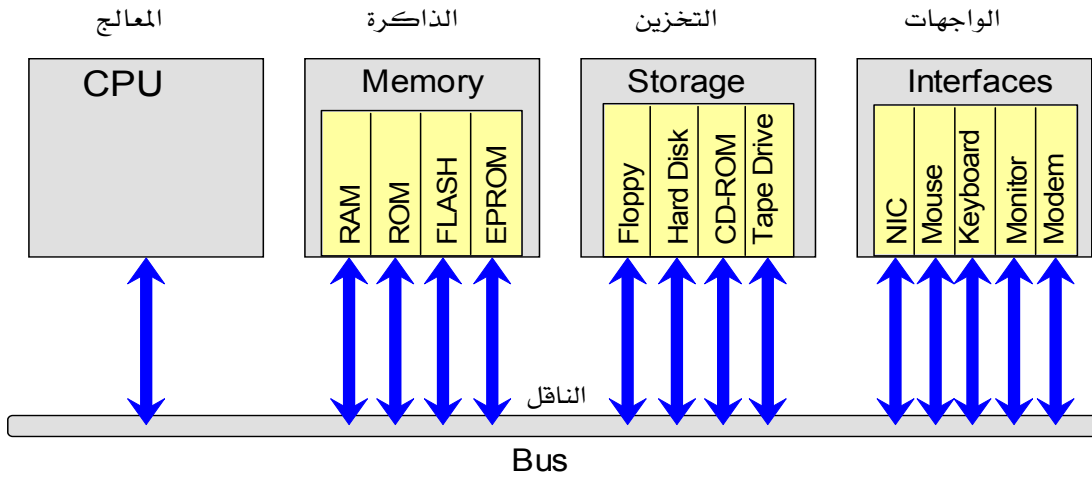 المعالج
الذاكرة
التخزين
الواجهات
CPU
Memory
Storage
Interfaces
RAM
ROM
FLASH
EPROM
Floppy
Hard Disk
CD-ROM
Tape Drive
NIC
Mouse
Keyboard
Monitor
Modem
الناقل
Bus